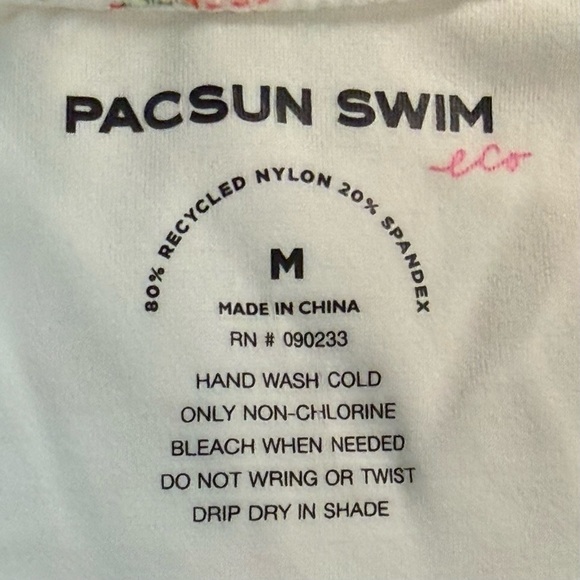 PACSUN SWIM
eco
80% RECYCLED NYLON 20% SPANDEX
M
MADE IN CHINA
RN # 090233
HAND WASH COLD
ONLY NON-CHLORINE
BLEACH WHEN NEEDED
DO NOT WRING OR TWIST
DRIP DRY IN SHADE